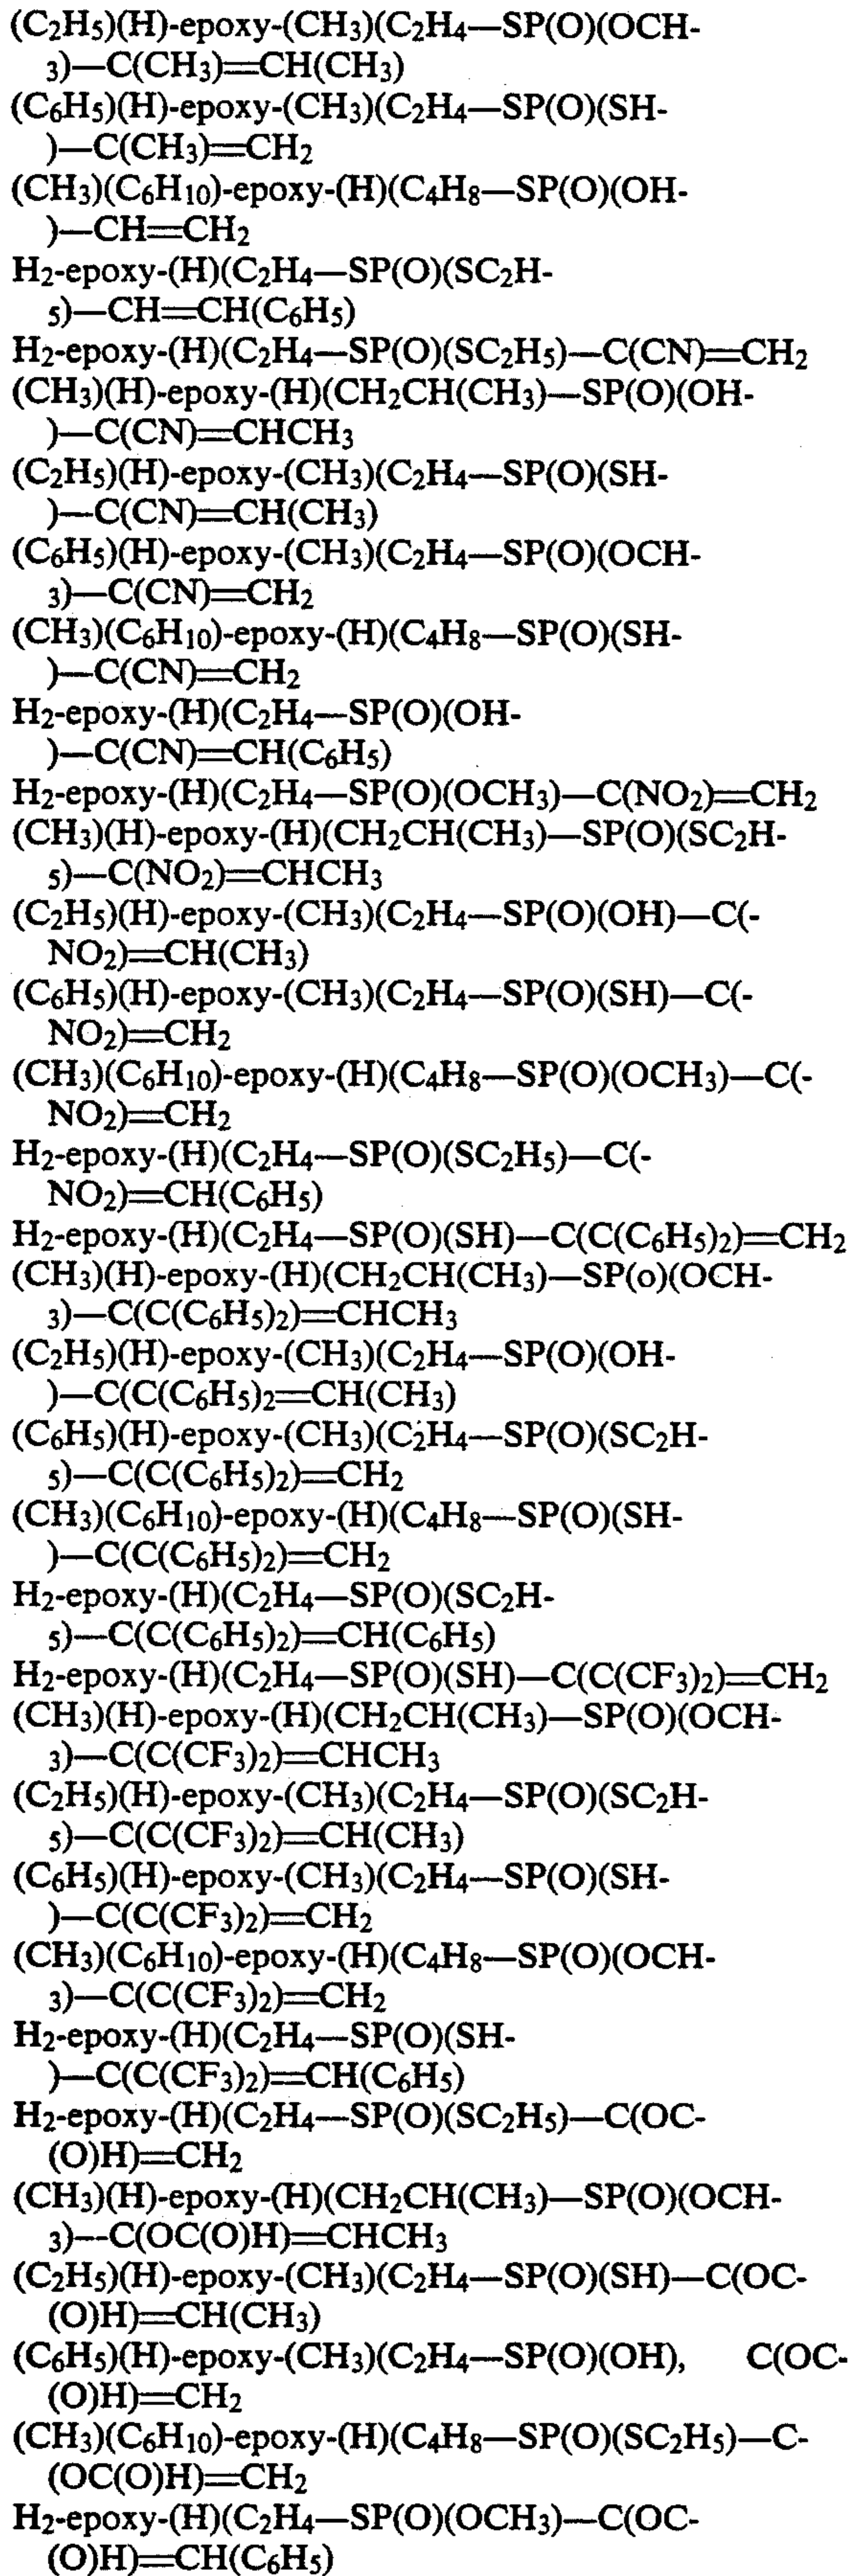 (C2H5)(H)-epoxy-(CH3)(C2H4—SP(O)(OCH-
3)—C(CH3)=CH(CH3)
(C6H5)(H)-epoxy-(CH3)(C2H4—SP(O)(SH-
)—C(CH3)=CH2
(CH3)(C6H10)-epoxy-(H)(C4H8—SP(O)(OH-
)—CH=CH2
H2-epoxy-(H)(C2H4—SP(O)(SC2H-
5)—CH=CH(C6H5)
H2-epoxy-(H)(C2H4—SP(O)(SC2H5)—C(CN)=CH2
(CH3)(H)-epoxy-(H)(CH2CH(CH3)—SP(O)(OH-
)—C(CN)=CHCH3
(C2H5)(H)-epoxy-(CH3)(C2H4—SP(O)(SH-
)—C(CN)=CH(CH3)
(C6H5)(H)-epoxy-(CH3)(C2H4—SP(O)(OCH-
3)—C(CN)=CH2
(CH3)(C6H10)-epoxy-(H)(C4H8—SP(O)(SH-
)—C(CN)=CH2
H2-epoxy-(H)(C2H4—SP(O)(OH-
)—C(CN)=CH(C6H5)
H2-epoxy-(H)(C2H4—SP(O)(OCH3)—C(NO2)=CH2
(CH3)(H)-epoxy-(H)(CH2CH(CH3)—SP(O)(SC2H-
5)—C(NO2)=CHCH3
(C2H5)(H)-epoxy-(CH3)(C2H4—SP(O)(OH)—C(-
NO2)=CH(CH3)
(C6H5)(H)-epoxy-(CH3)(C2H4—SP(O)(SH)—C(-
NO2)=CH2
(CH3)(C6H10)-epoxy-(H)(C4H8—SP(O)(OCH3)—C(-
NO2)=CH2
H2-epoxy-(H)(C2H4—SP(O)(SC2H5)—C(-
NO2)=CH(C6H5)
H2-epoxy-(H)(C2H4—SP(O)(SH)—C(C(C(C6H5)2)=CH2
(CH3)(H)-epoxy-(H)(CH2CH(CH3)—SP(o)(OCH-
3)—C(C(C(C6H5)2)=CHCH3
(C2H5)(H)-epoxy-(CH3)(C2H4—SP(O)(OH-
)—C(C(C(C6H5)2=CH(CH3)
(C6H5)(H)-epoxy-(CH3)(C2H4—SP(O)(SC2H-
5)—C(C(C(C6H5)2)=CH2
(CH3)(C6H10)-epoxy-(H)(C4H8—SP(O)(SH-
)—C(C(C(C6H5)2)=CH2
H2-epoxy-(H)(C2H4—SP(O)(SC2H-
5)—C(C(C(C6H5)2)=CH(C6H5)
H2-epoxy-(H)(C2H4—SP(O)(SH)—C(C(C(CF3)2)=CH2
(CH3)(H)-epoxy-(H)(CH2CH(CH3)—SP(O)(OCH-
3)—C(C(C(CF3)2)=CHCH3
(C2H5)(H)-epoxy-(CH3)(C2H4—SP(O)(SC2H-
5)—C(C(C(CF3)2)=CH(CH3)
(C6H5)(H)-epoxy-(CH3)(C2H4—SP(O)(SH-
)—C(C(C(CF3)2)=CH2
(CH3)(C6H10)-epoxy-(H)(C4H8—SP(O)(OCH-
3)—C(C(C(CF3)2)=CH2
H2-epoxy-(H)(C2H4—SP(O)(SH-
)—C(C(C(CF3)2)=CH(C6H5)
H2-epoxy-(H)(C2H4—SP(O)(SC2H5)—C(OC-
(O)H)=CH2
(CH3)(H)-epoxy-(H)(CH2CH(CH3)—SP(O)(OCH-
3)—C(OC(O)H)=CHCH3
(C2H5)(H)-epoxy-(CH3)(C2H4—SP(O)(SH)—C(OC-
(O)H)=CH(CH3)
(C6H5)(H)-epoxy-(CH3)(C2H4—SP(O)(OH), C(OC-
(O)H)=CH2
(CH3)(C6H10)-epoxy-(H)(C4H8—SP(O)(SC2H5)—C-
(OC(O)H)=CH2
H2-epoxy-(H)(C2H4—SP(O)(OCH3)—C(OC-
(O)H)=CH(C6H5)